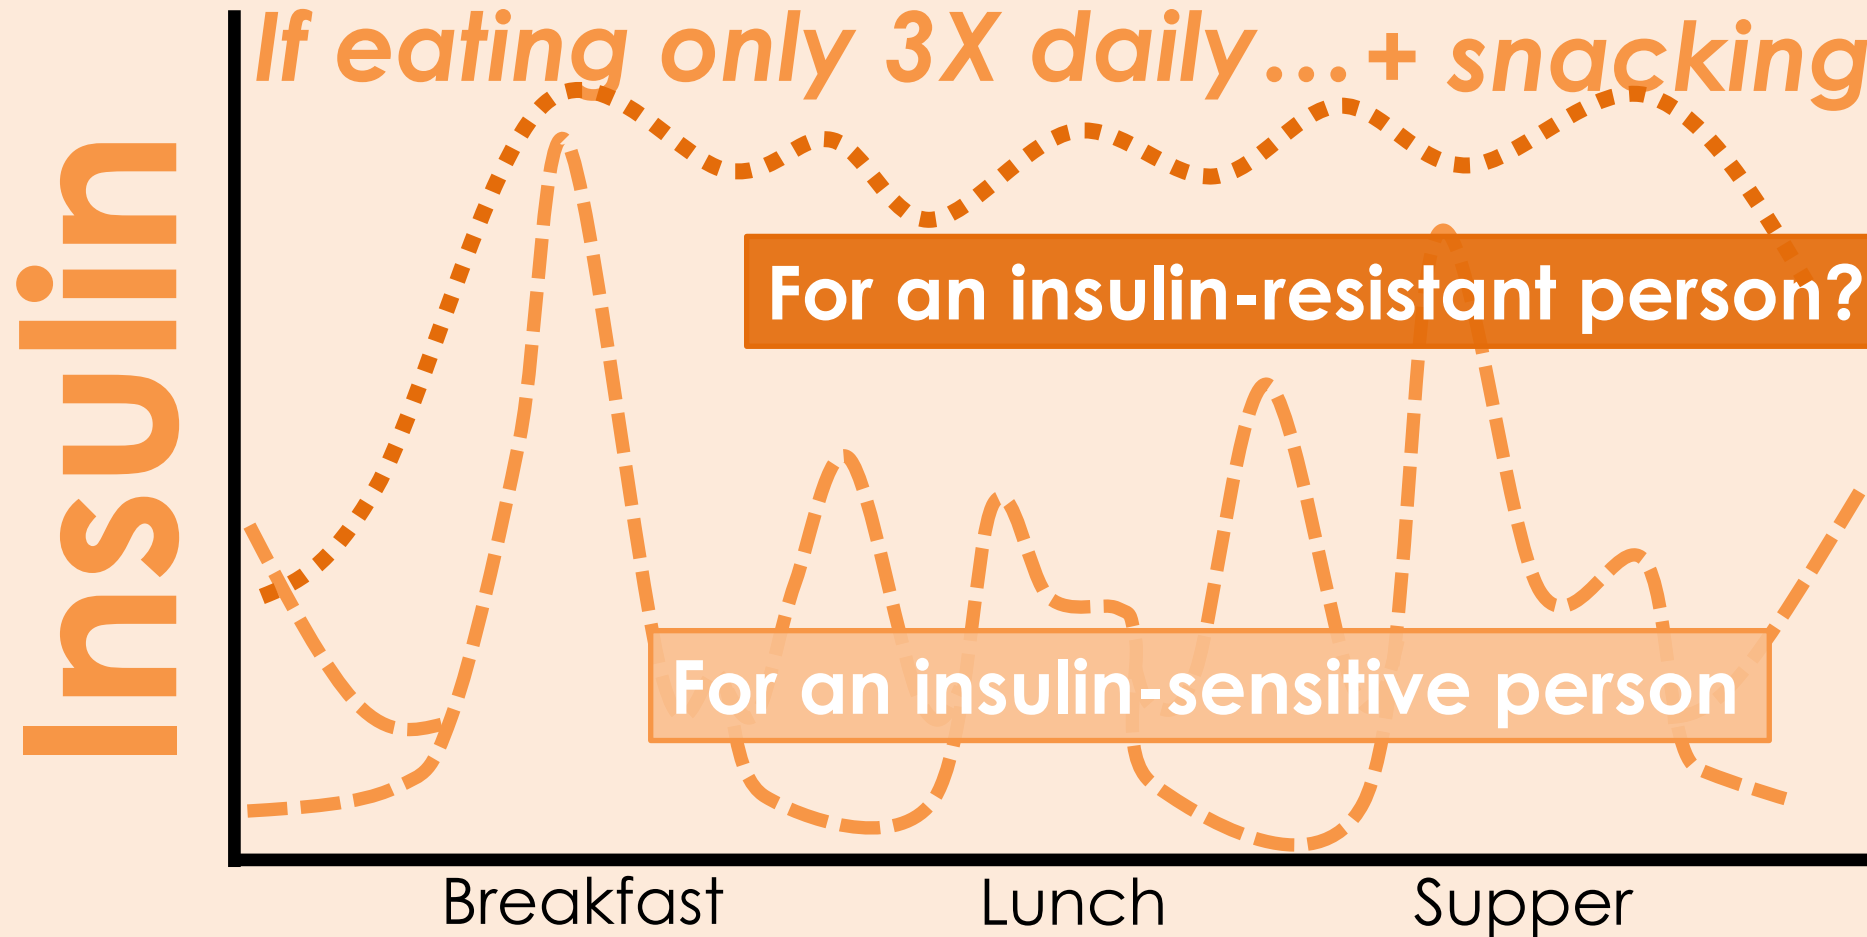 If eating only 3X daily...+ snacking
Insulin
For an insulin-resistant person?
For an insulin-sensitive person
Breakfast
Lunch
Supper